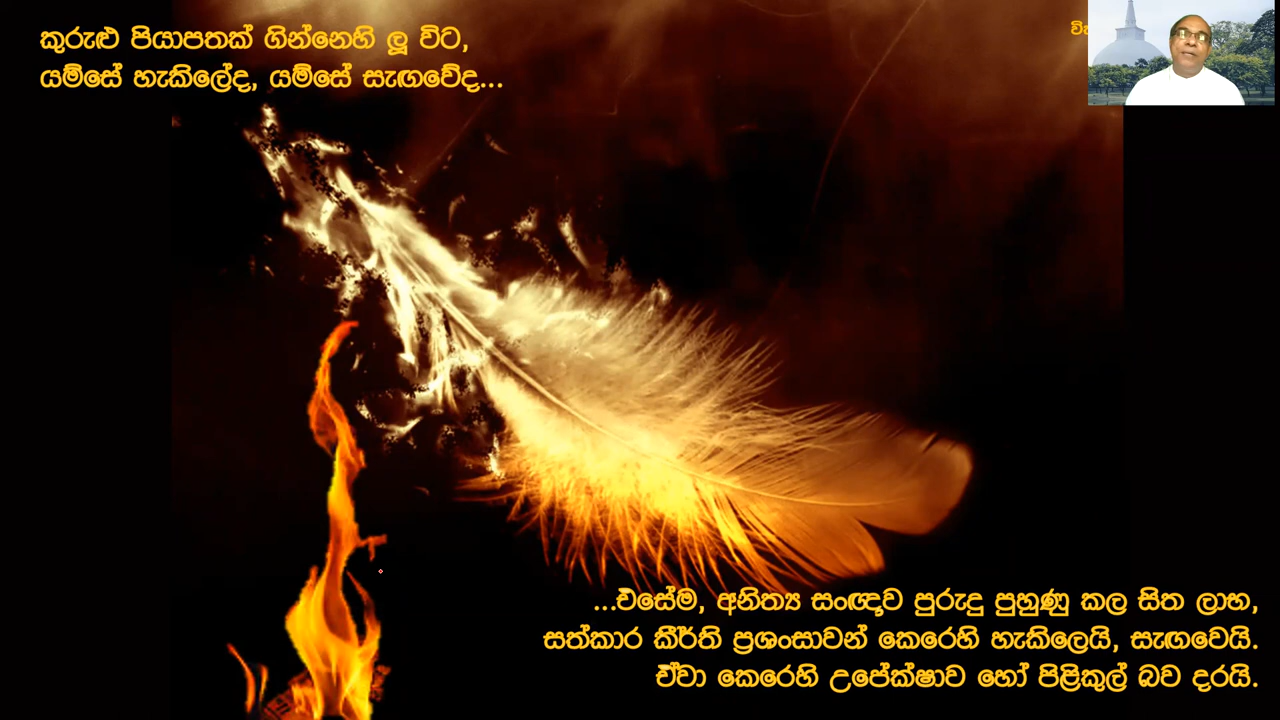 කුරුළු පියාපතක් ගින්නෙහි ලූ විට,
යම්සේ හැකිලේද, යම්සේ සැඟවේද...
...එසේම, අනිත්‍ය සංඥාව පුරුදු පුහුණු කල සිත ලාභ,
සත්කාර කීර්ති ප්‍රශංසාවන් කෙරෙහි හැකිලෙයි, සැඟවෙයි.
ඒවා කෙරෙහි උපේක්ෂාව හෝ පිළිකුල් බව දරයි.